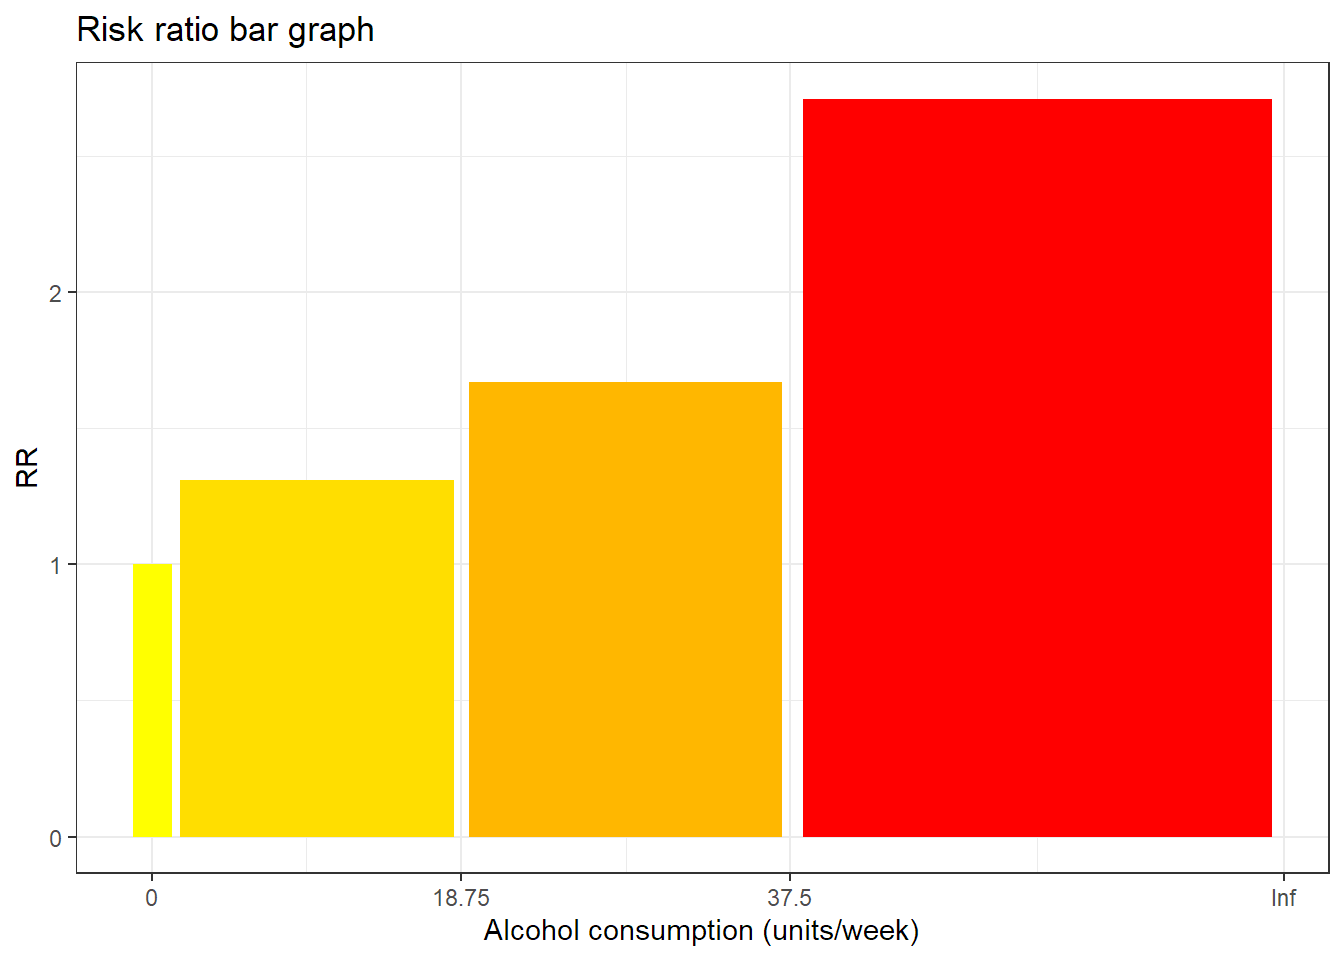 Risk ratio bar graph
RR
2
1
0
0 18.75 37.5 Inf
Alcohol consumption (units/week)